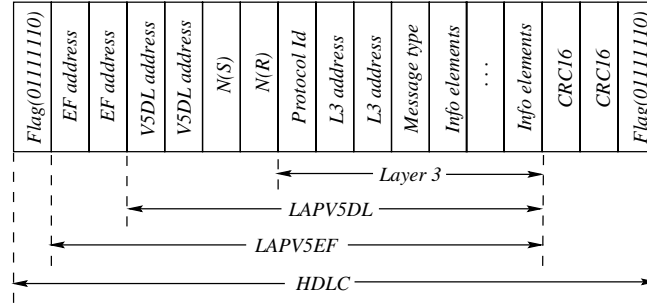 Flag(01111110)
EF address
EF address
V5DL address
V5DL address
N(S)
N(R)
Protocol Id
L3 address
L3 address
Message type
Info elements
. . .
Info elements
CRC16
CRC16
Flag(01111110)
Layer 3
LAPV5DL
LAPV5EF
HDLC